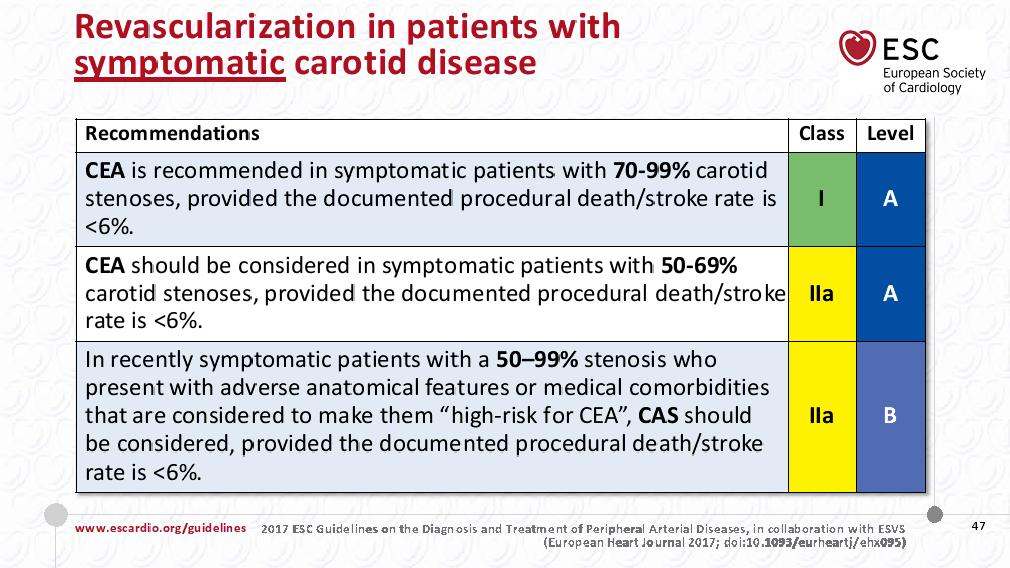 Revascularization in patients with
symptomatic carotid disease
ESC
European Society
of Cardiology
Recommendations Class Level
CEA is recommended in symptomatic patients with 70-99% carotid
stenoses, provided the documented procedural death/stroke rate is
<6%.
I A
CEA should be considered in symptomatic patients with 50-69%
carotid stenoses, provided the documented procedural death/stroke
rate is <6%.
IIa A
In recently symptomatic patients with a 50–99% stenosis who
present with adverse anatomical features or medical comorbidities
that are considered to make them “high-risk for CEA”, CAS should
be considered, provided the documented procedural death/stroke
rate is <6%.
IIa B
www.escardio.org/guidelines 2017 ESC Guidelines on the Diagnosis and Treatment of Peripheral Arterial Diseases, in collaboration with ESVS
(European Heart Journal 2017; doi:10.1093/eurheartj/ehx095)
47